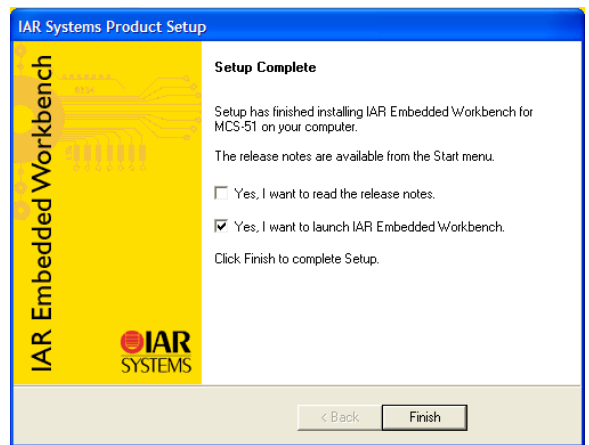 IAR Systems Product Setup
IAR Embedded Workbench
Setup Complete
Setup has finished installing IAR Embedded Workbench for
MCS-51 on your computer.
The release notes are available from the Start menu.
Yes, I want to read the release notes.
Yes, I want to launch IAR Embedded Workbench.
Click Finish to complete Setup.
IAR
SYSTEMS
< Back
Finish